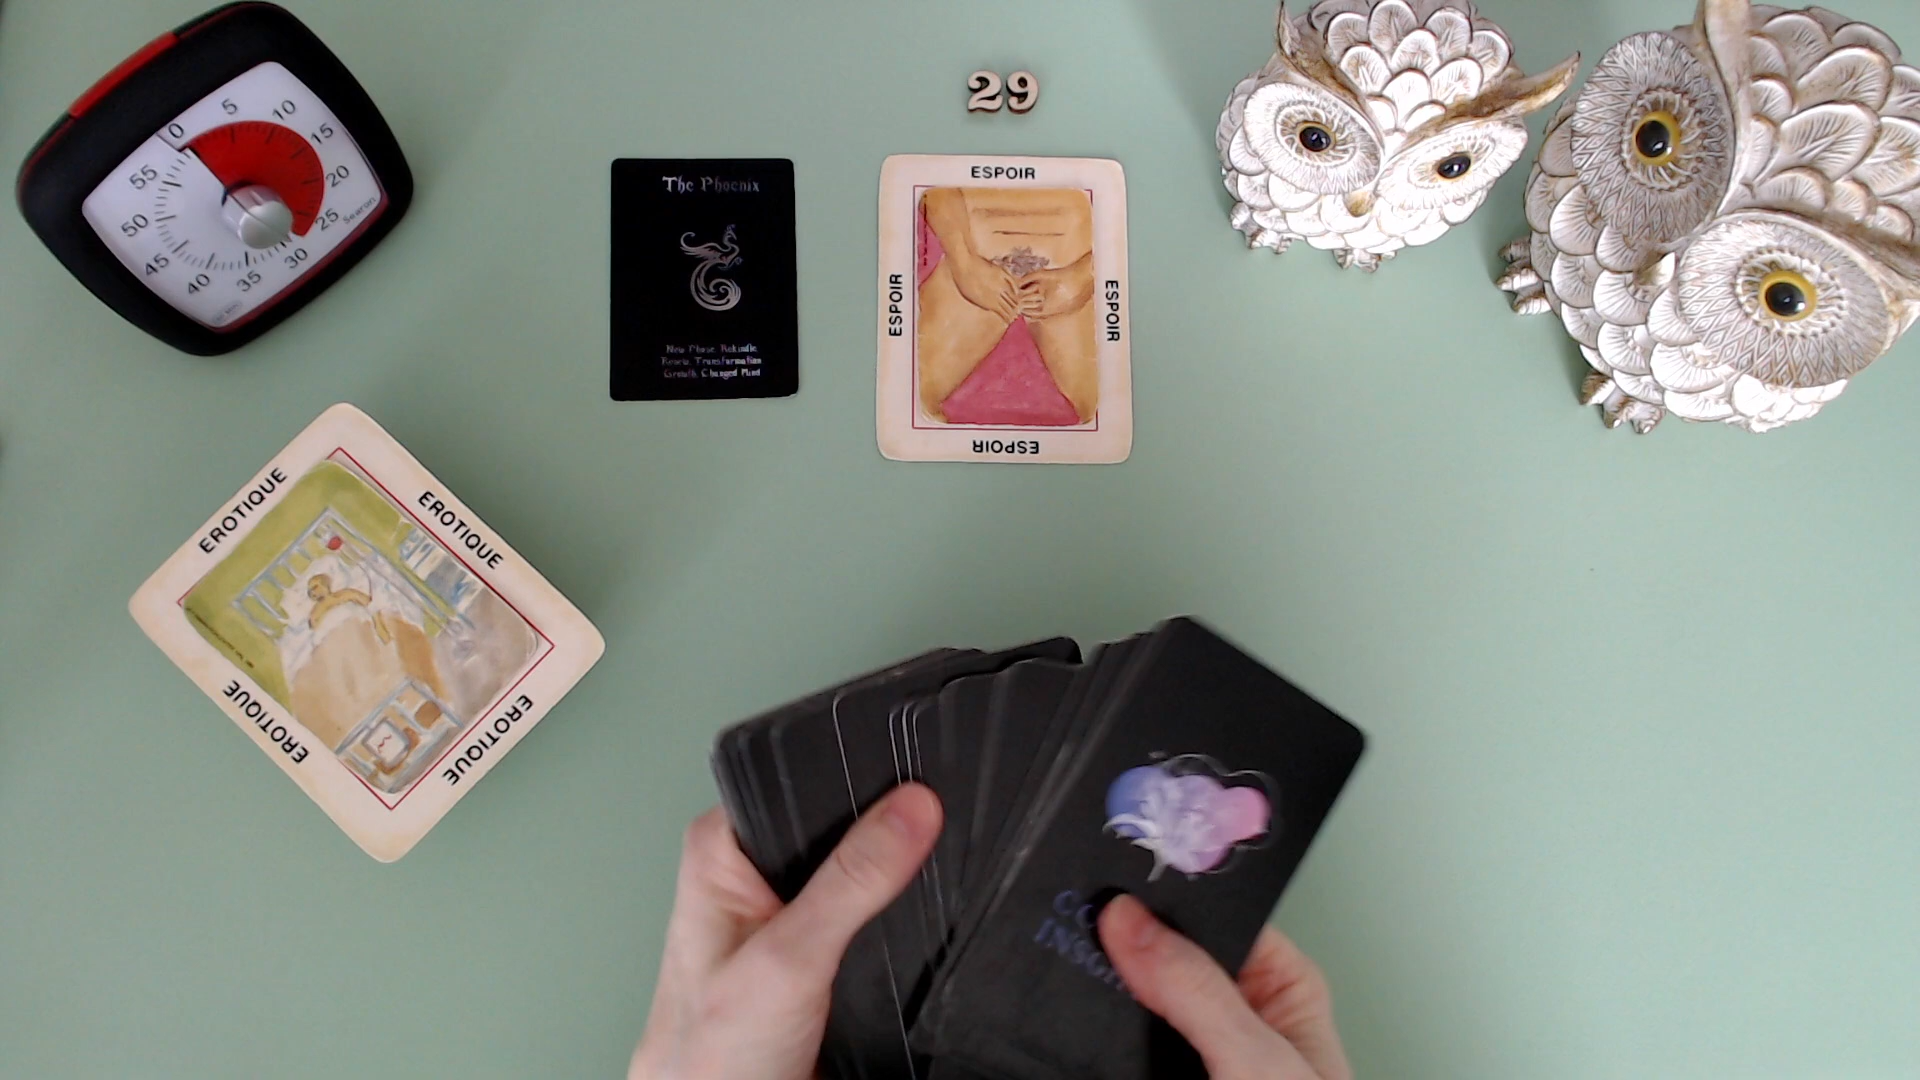 0
5
10
15
20
25
30
35
40
45
50
55
29
The Phoenix
New Phase Rekindle
Renew Transformation
Growth Changed Mind
ESPOIR
ESPOIR
ESPOIR
ESPOIR
EROTIQUE
EROTIQUE
EROTIQUE
EROTIQUE